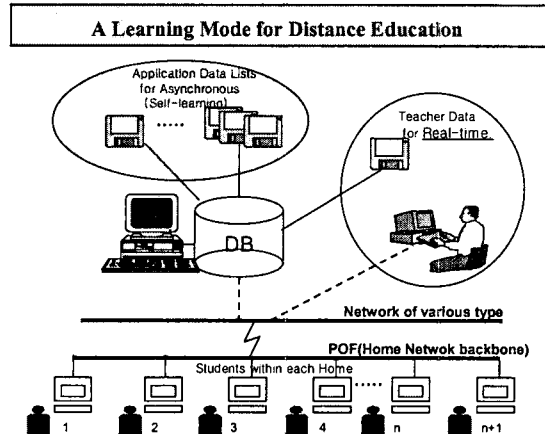 A Learning Mode for Distance Education
Application Data Lists
for Asynchronous
(Self-learning)
.....
Teacher Data
for Real-time.
DB
Network of various type
POF(Home Netwok backbone)
Students within each Home
.....
1 2 3 4 n n+1